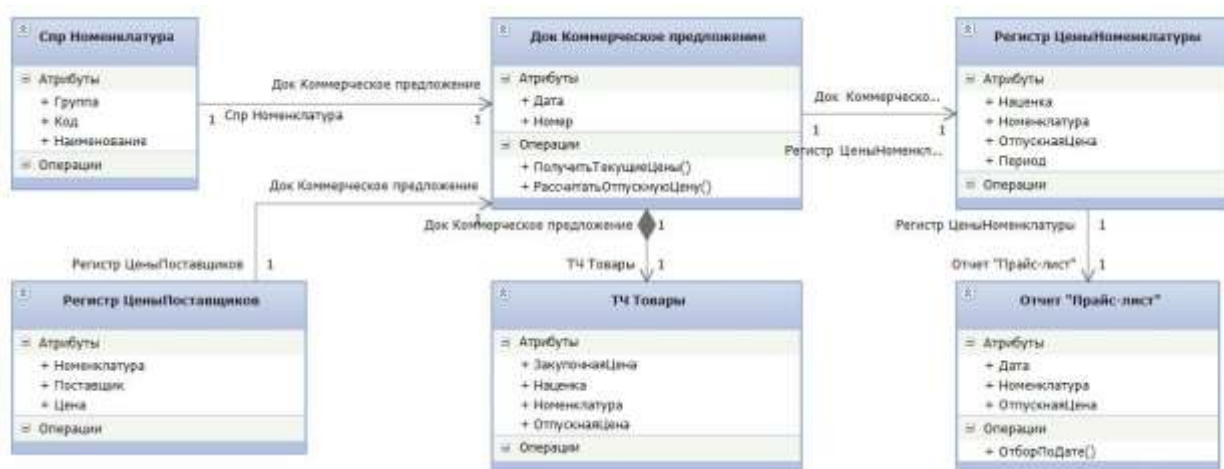 Спр Номенклатура
Атрибуты
+ Группа
+ Код
+ Наименование
Операции
Док Коммерческое предложение
1 Спр Номенклатура
1
Док Коммерческое предложение
Атрибуты
+ Дата
+ Номер
Операции
+ ПолучитьТекущиеЦены()
+ РассчитатьОтпускнуюЦену()
Док Коммерческо...
1
1
Регистр ЦеныНоменкл...
Регистр ЦеныНоменклатуры
Атрибуты
+ Наценка
+ Номенклатура
+ ОтпускнаяЦена
+ Период
Операции
Док Коммерческое предложение
1
Регистр ЦеныПоставщиков 1
Док Коммерческое предложение 1
ТЧ Товары 1
Регистр ЦеныНоменклатуры 1
Отчет "Прайс-лист" 1
Регистр ЦеныПоставщиков
Атрибуты
+ Номенклатура
+ Поставщик
+ Цена
Операции
ТЧ Товары
Атрибуты
+ ЗакупочнаяЦена
+ Наценка
+ Номенклатура
+ ОтпускнаяЦена
Операции
Отчет "Прайс-лист"
Атрибуты
+ Дата
+ Номенклатура
+ ОтпускнаяЦена
Операции
+ ОтборПоДате()